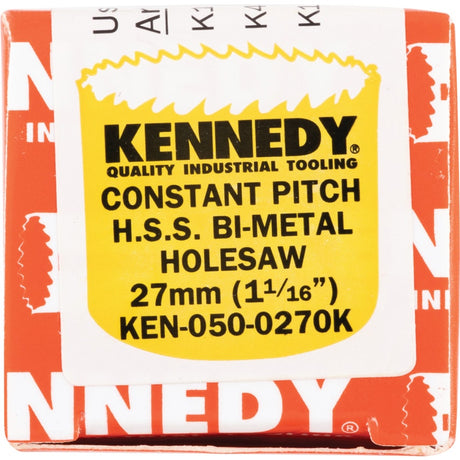 KENNEDY®
QUALITY INDUSTRIAL TOOLING
CONSTANT PITCH
H.S.S. BI-METAL
HOLESAW
27mm (1 1/16")
KEN-050-0270K
NNEDY®